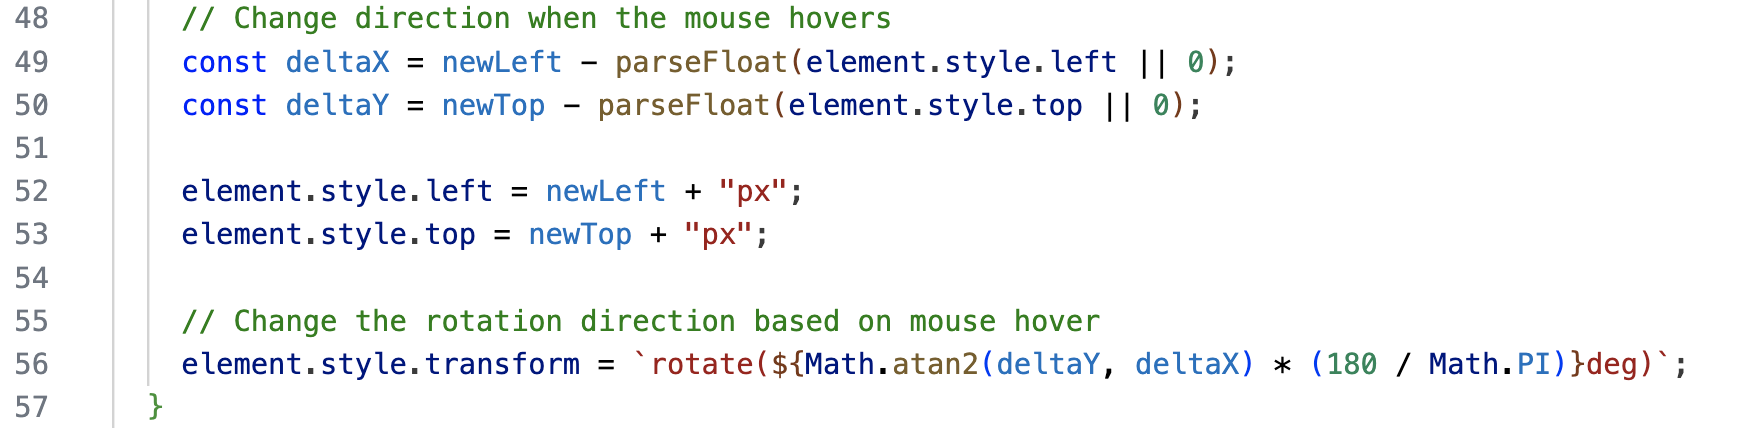 48 // Change direction when the mouse hovers
49 const deltaX = newLeft - parseFloat(element.style.left || 0);
50 const deltaY = newTop - parseFloat(element.style.top || 0);
51
52 element.style.left = newLeft + "px";
53 element.style.top = newTop + "px";
54
55 // Change the rotation direction based on mouse hover
56 element.style.transform = `rotate(${Math.atan2(deltaY, deltaX) * (180 / Math.PI)}deg)`;
57 }